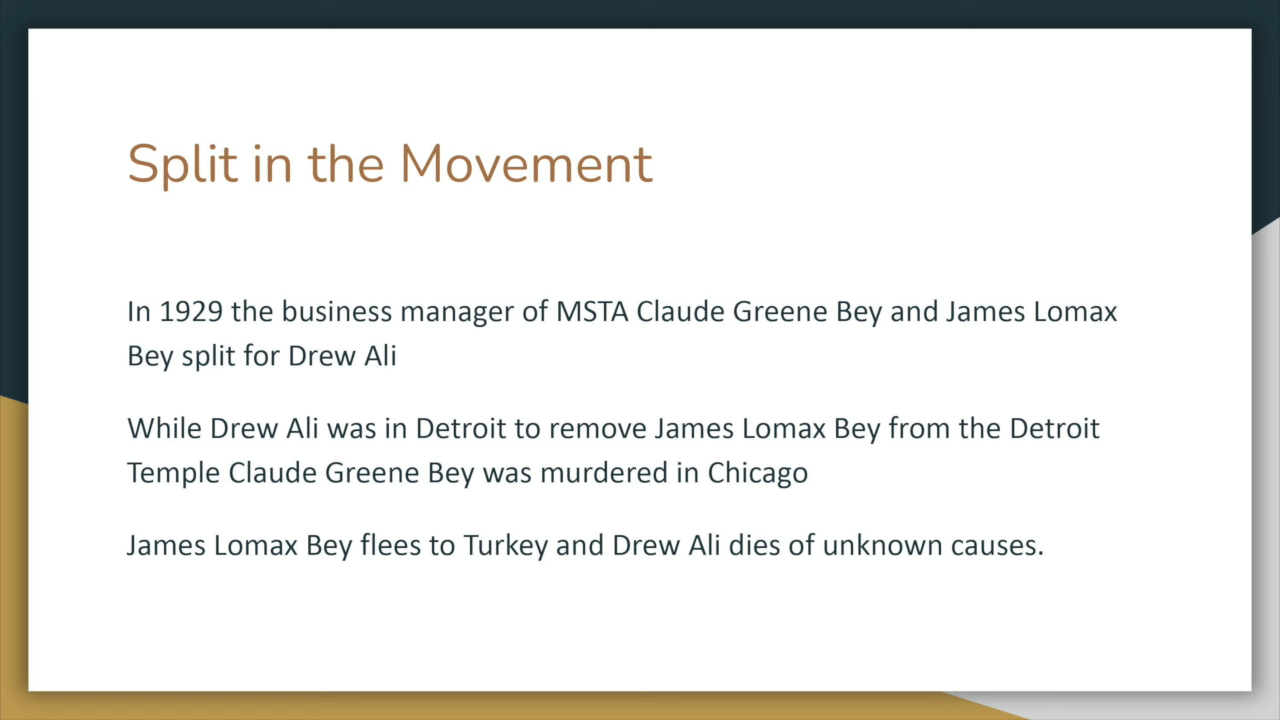 Split in the Movement
In 1929 the business manager of MSTA Claude Greene Bey and James Lomax
Bey split for Drew Ali
While Drew Ali was in Detroit to remove James Lomax Bey from the Detroit
Temple Claude Greene Bey was murdered in Chicago
James Lomax Bey flees to Turkey and Drew Ali dies of unknown causes.